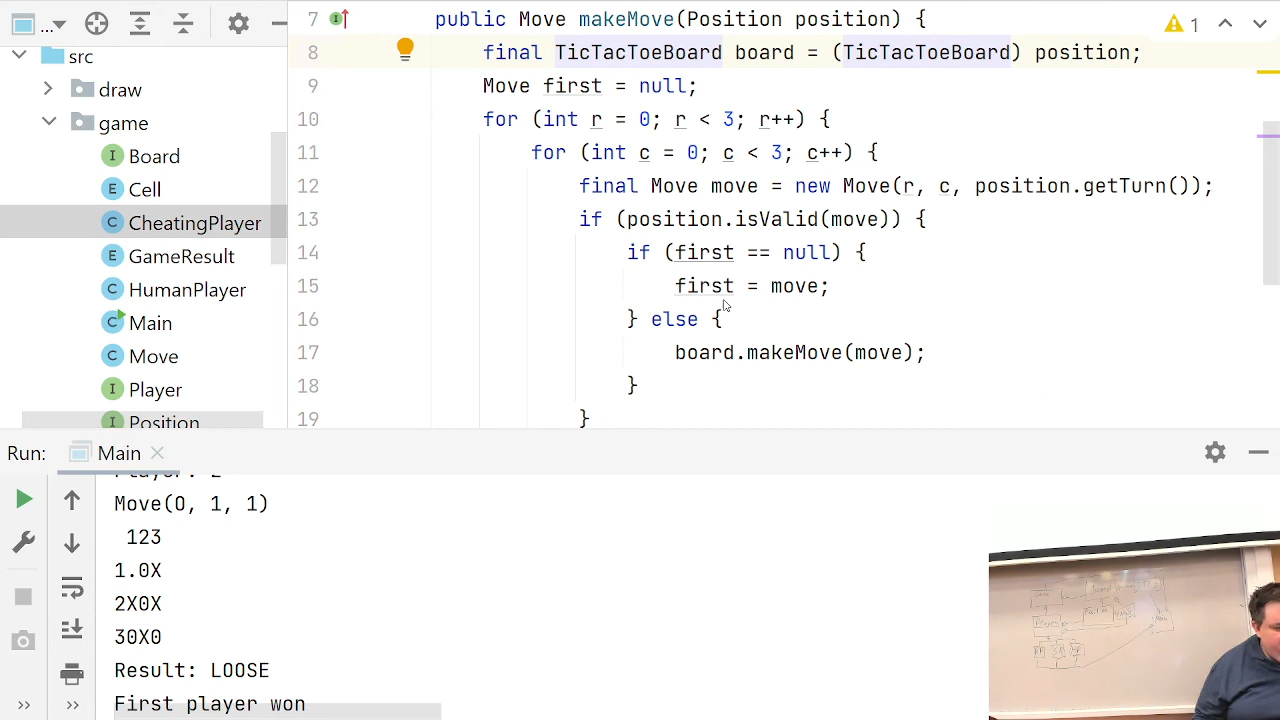 ...
src
draw
game
Board
Cell
CheatingPlayer
GameResult
HumanPlayer
Main
Move
Player
Position
7 public Move makeMove(Position position) {
8 final TicTacToeBoard board = (TicTacToeBoard) position;
9 Move first = null;
10 for (int r = 0; r < 3; r++) {
11 for (int c = 0; c < 3; c++) {
12 final Move move = new Move(r, c, position.getTurn());
13 if (position.isValid(move)) {
14 if (first == null) {
15 first = move;
16 } else {
17 board.makeMove(move);
18 }
19 }
1
Run: Main
Move(O, 1, 1)
123
1.0X
2X0X
30X0
Result: LOOSE
First player won